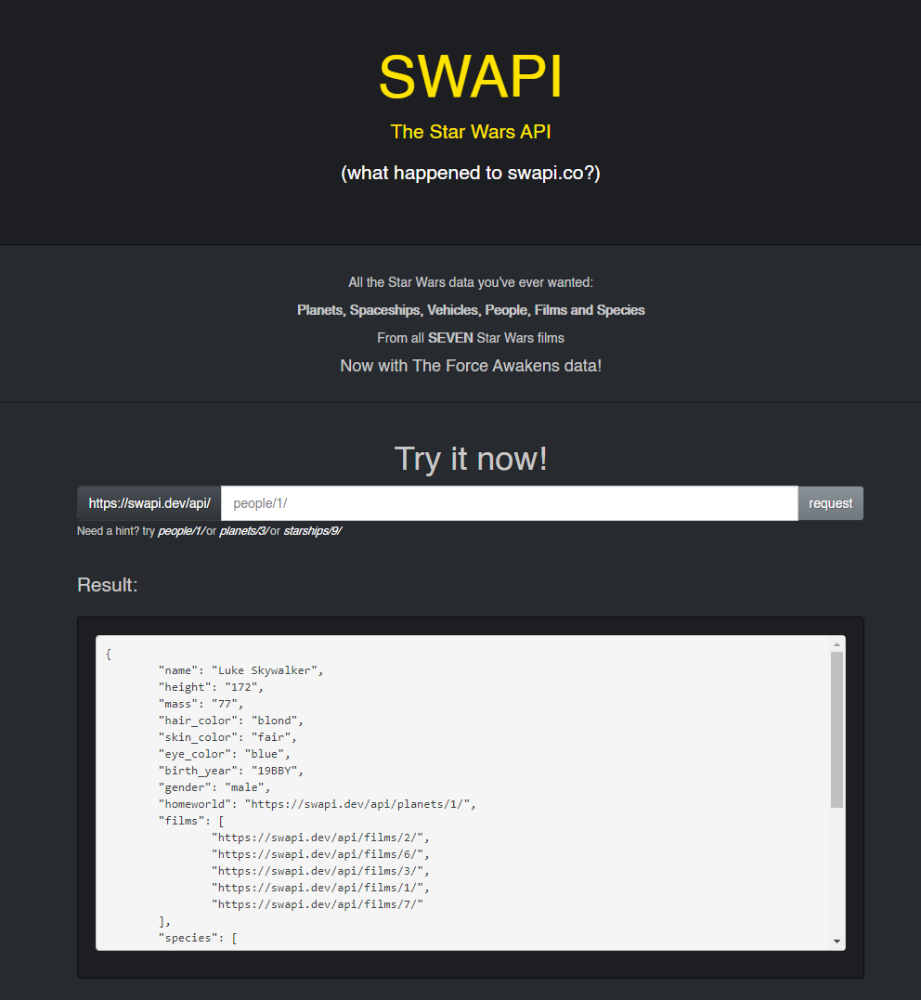 SWAPI
The Star Wars API
(what happened to swapi.co?)
All the Star Wars data you've ever wanted:
Planets, Spaceships, Vehicles, People, Films and Species
From all SEVEN Star Wars films
Now with The Force Awakens data!
Try it now!
https://swapi.dev/api/ people/1/ request
Need a hint? try people/1/ or planets/3/ or starships/9/
Result:
{
"name": "Luke Skywalker",
"height": "172",
"mass": "77",
"hair_color": "blond",
"skin_color": "fair",
"eye_color": "blue",
"birth_year": "19BBY",
"gender": "male",
"homeworld": "https://swapi.dev/api/planets/1/",
"films": [
"https://swapi.dev/api/films/2/",
"https://swapi.dev/api/films/6/",
"https://swapi.dev/api/films/3/",
"https://swapi.dev/api/films/1/",
"https://swapi.dev/api/films/7/"
],
"species": [